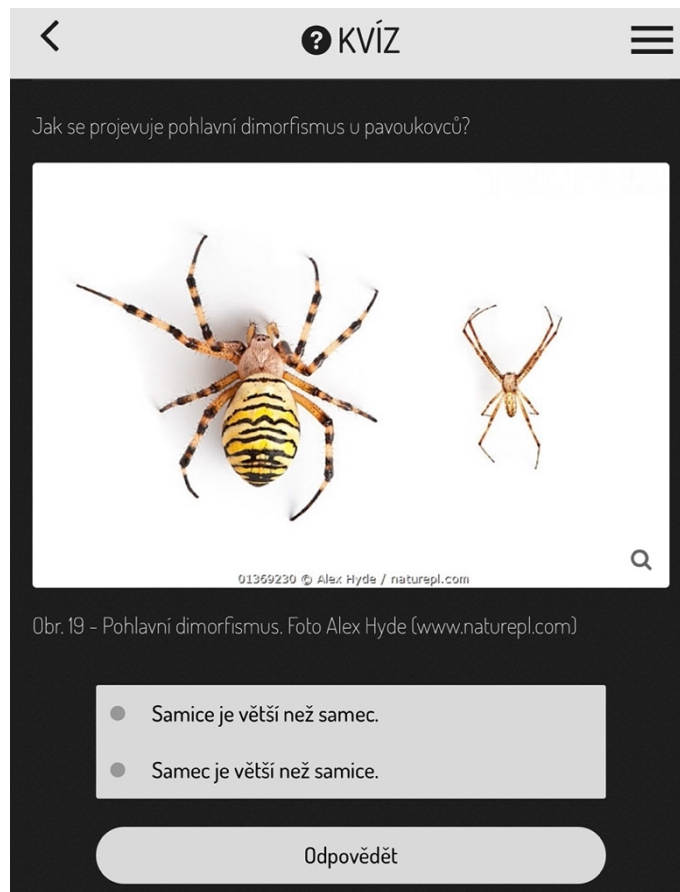 KVÍZ
Jak se projevuje pohlavní dimorfismus u pavoukovců?
01369230 © Alex Hyde / naturepl.com
Obr. 19 - Pohlavní dimorfismus. Foto Alex Hyde (www.naturepl.com)
Samice je větší než samec.
Samec je větší než samice.
Odpovědět